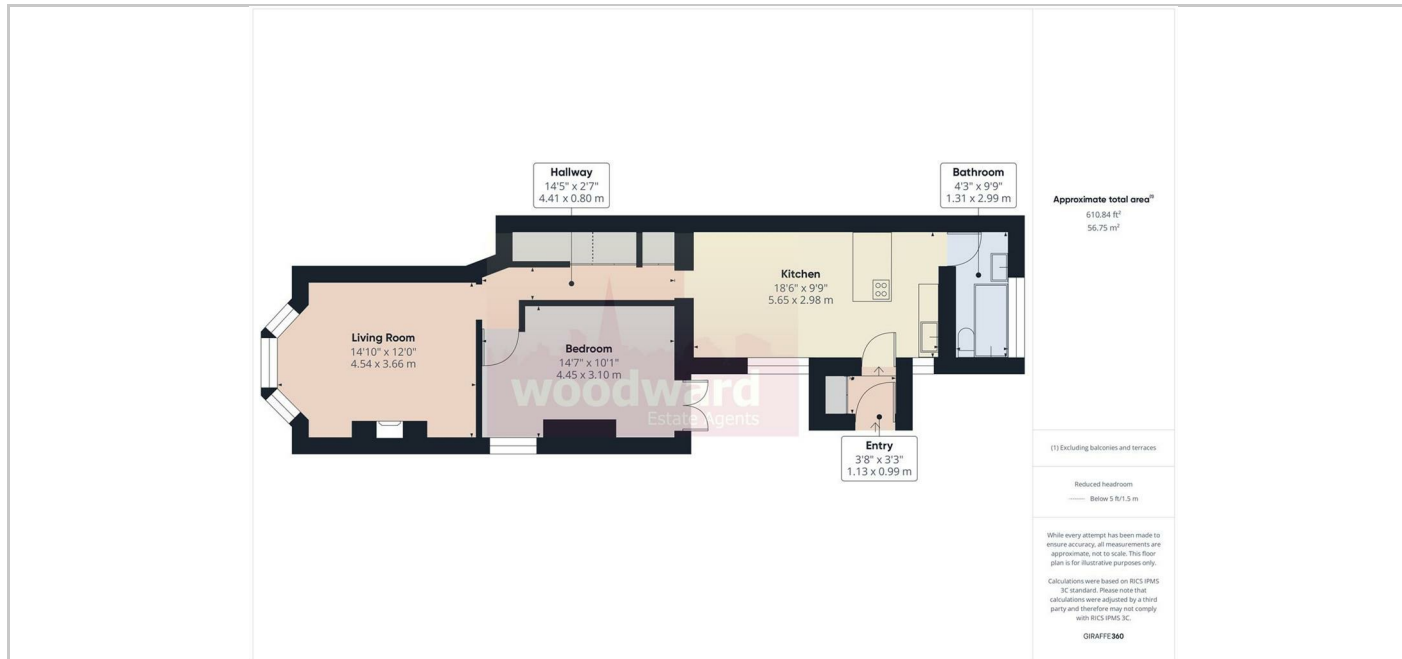 Hallway
14'5" x 2'7"
4.41 x 0.80 m
Bathroom
4'3" x 9'9"
1.31 x 2.99 m
Kitchen
18'6" x 9'9"
5.65 x 2.98 m
Living Room
14'10" x 12'0"
4.54 x 3.66 m
Bedroom
14'7" x 10'1"
4.45 x 3.10 m
woodward
Estate Agents
Entry
3'8" x 3'3"
1.13 x 0.99 m
Approximate total area⁽¹⁾
610.84 ft²
56.75 m²
(1) Excluding balconies and terraces
Reduced headroom
Below 5 ft/1.5 m
While every attempt has been made to
ensure accuracy, all measurements are
approximate, not to scale. This floor
plan is for illustrative purposes only.
Calculations were based on RICS IPMS
3C standard. Please note that
calculations were adjusted by a third
party and therefore may not comply
with RICS IPMS 3C.
GIRAFFE360